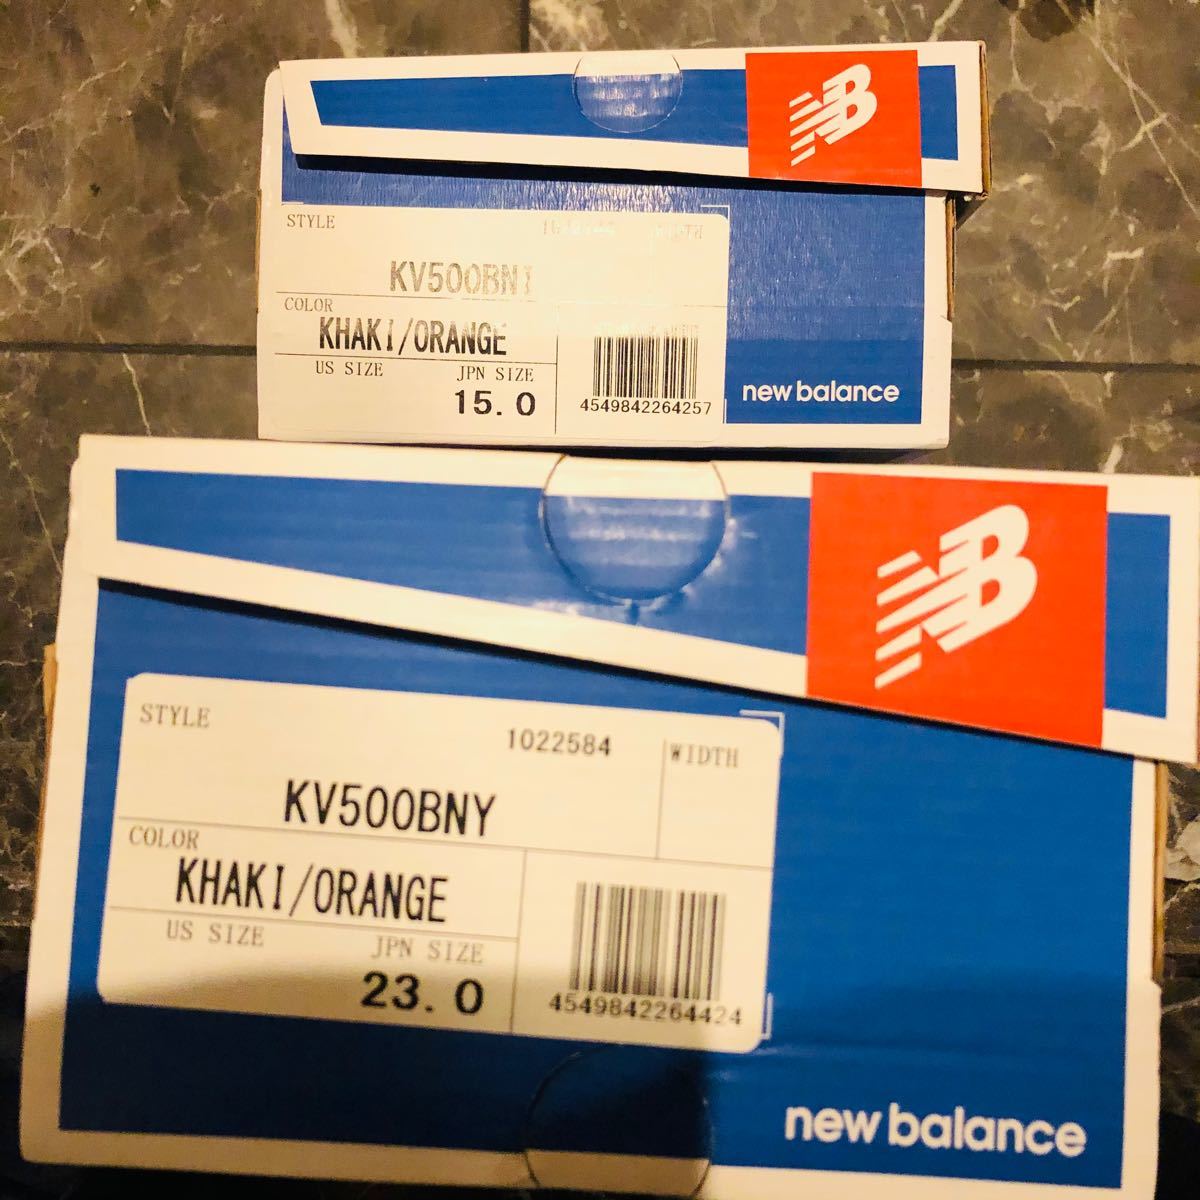 NB
STYLE
WIDTH
KV500BNI
COLOR
KHAKI/ORANGE
US SIZE JPN SIZE
15.0
4549842264257
new balance
NB
STYLE
1022584 WIDTH
KV500BNY
COLOR
KHAKI/ORANGE
US SIZE JPN SIZE
23.0
4549842264424
new balance